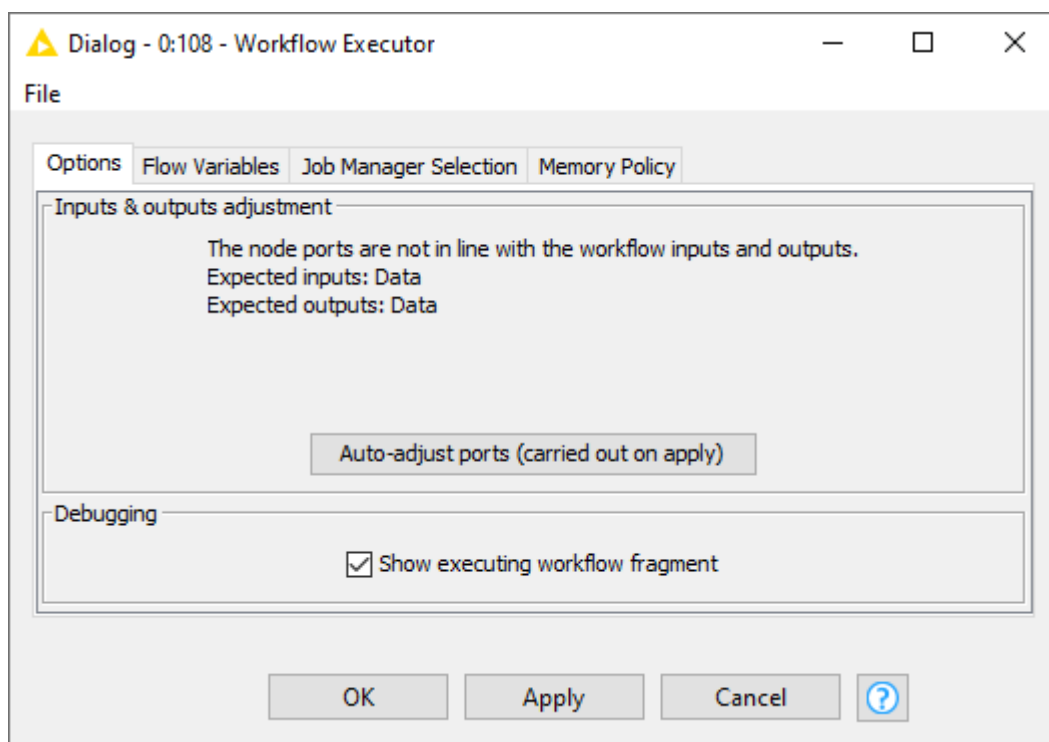 Dialog - 0:108 - Workflow Executor
File
Options Flow Variables Job Manager Selection Memory Policy
Inputs & outputs adjustment
The node ports are not in line with the workflow inputs and outputs.
Expected inputs: Data
Expected outputs: Data
Auto-adjust ports (carried out on apply)
Debugging
Show executing workflow fragment
OK Apply Cancel ?